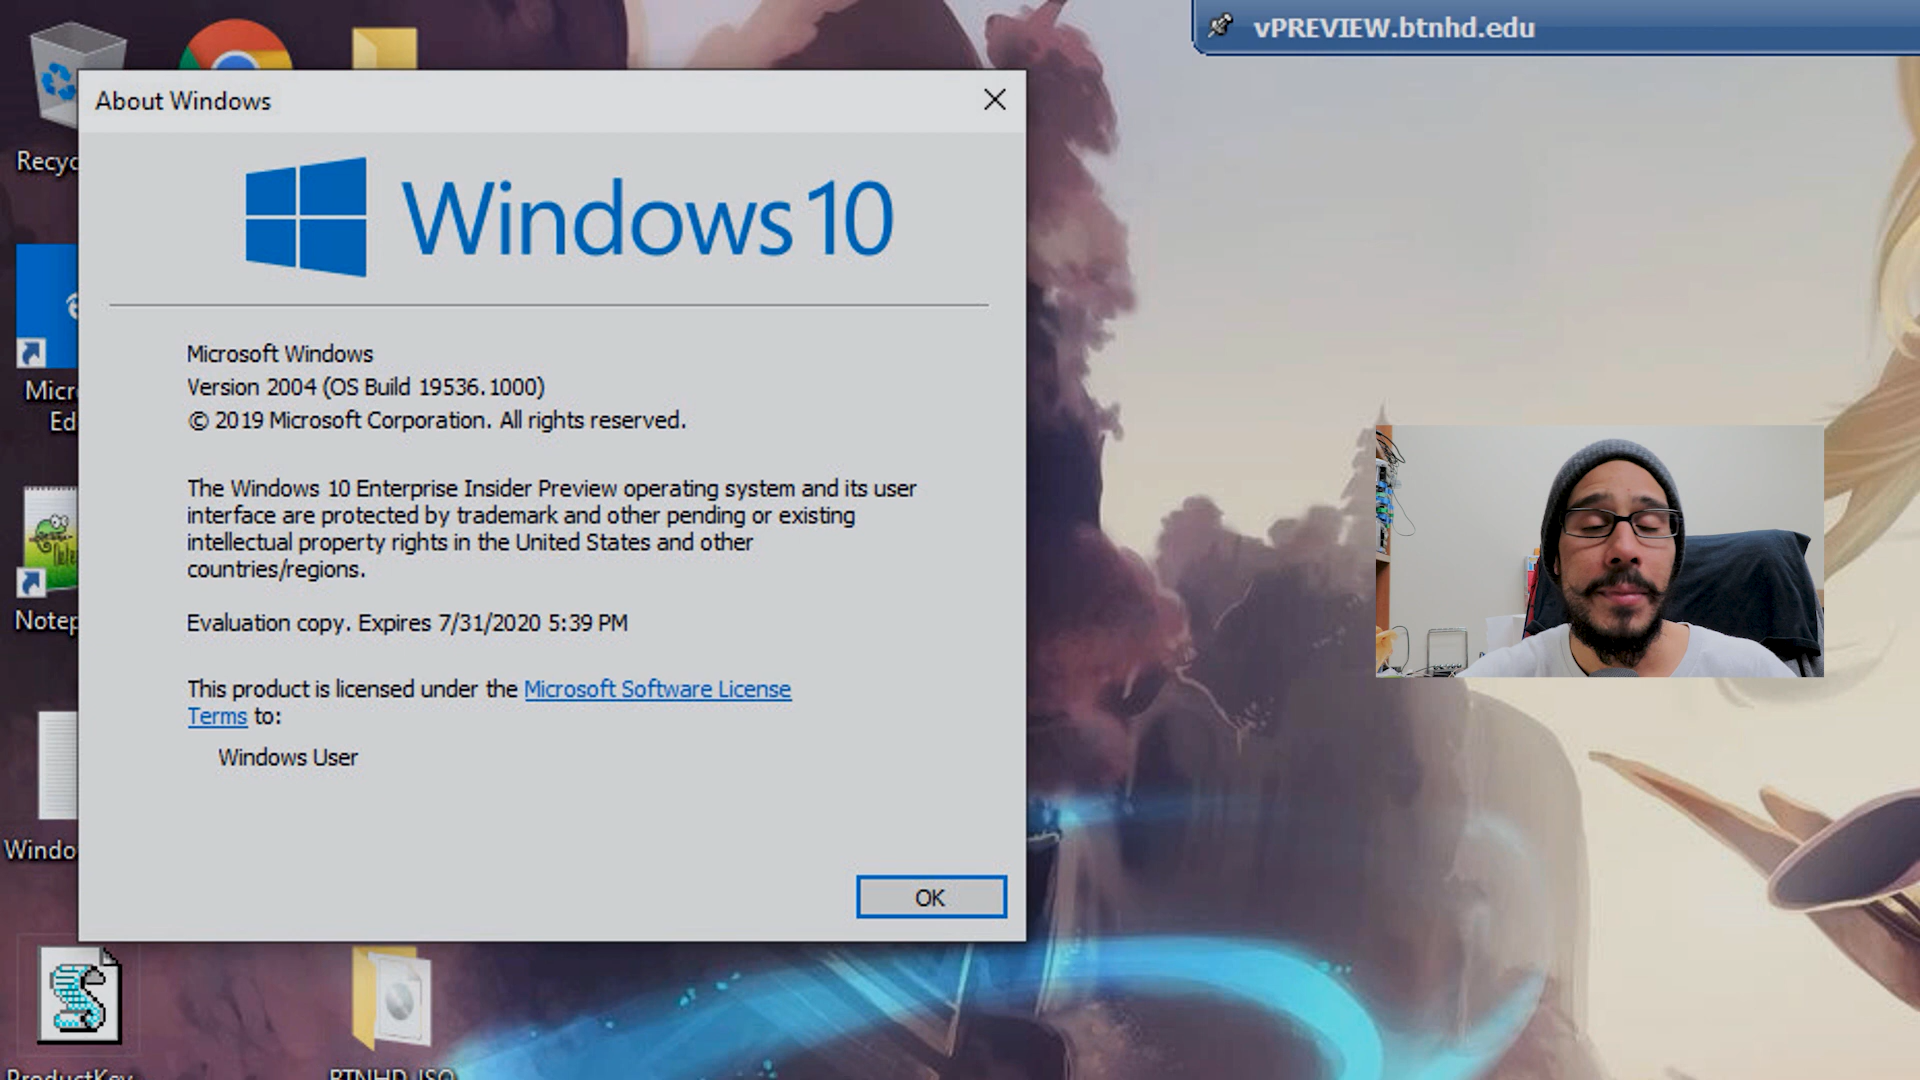 vPREVIEW.btnhd.edu
About Windows
Windows 10
Microsoft Windows
Version 2004 (OS Build 19536.1000)
© 2019 Microsoft Corporation. All rights reserved.
The Windows 10 Enterprise Insider Preview operating system and its user
interface are protected by trademark and other pending or existing
intellectual property rights in the United States and other
countries/regions.
Evaluation copy. Expires 7/31/2020 5:39 PM
This product is licensed under the Microsoft Software License
Terms to:
Windows User
OK
Recyc
Micr
Ed
Notep
Windo
ProductKey
BTNHD_ISO